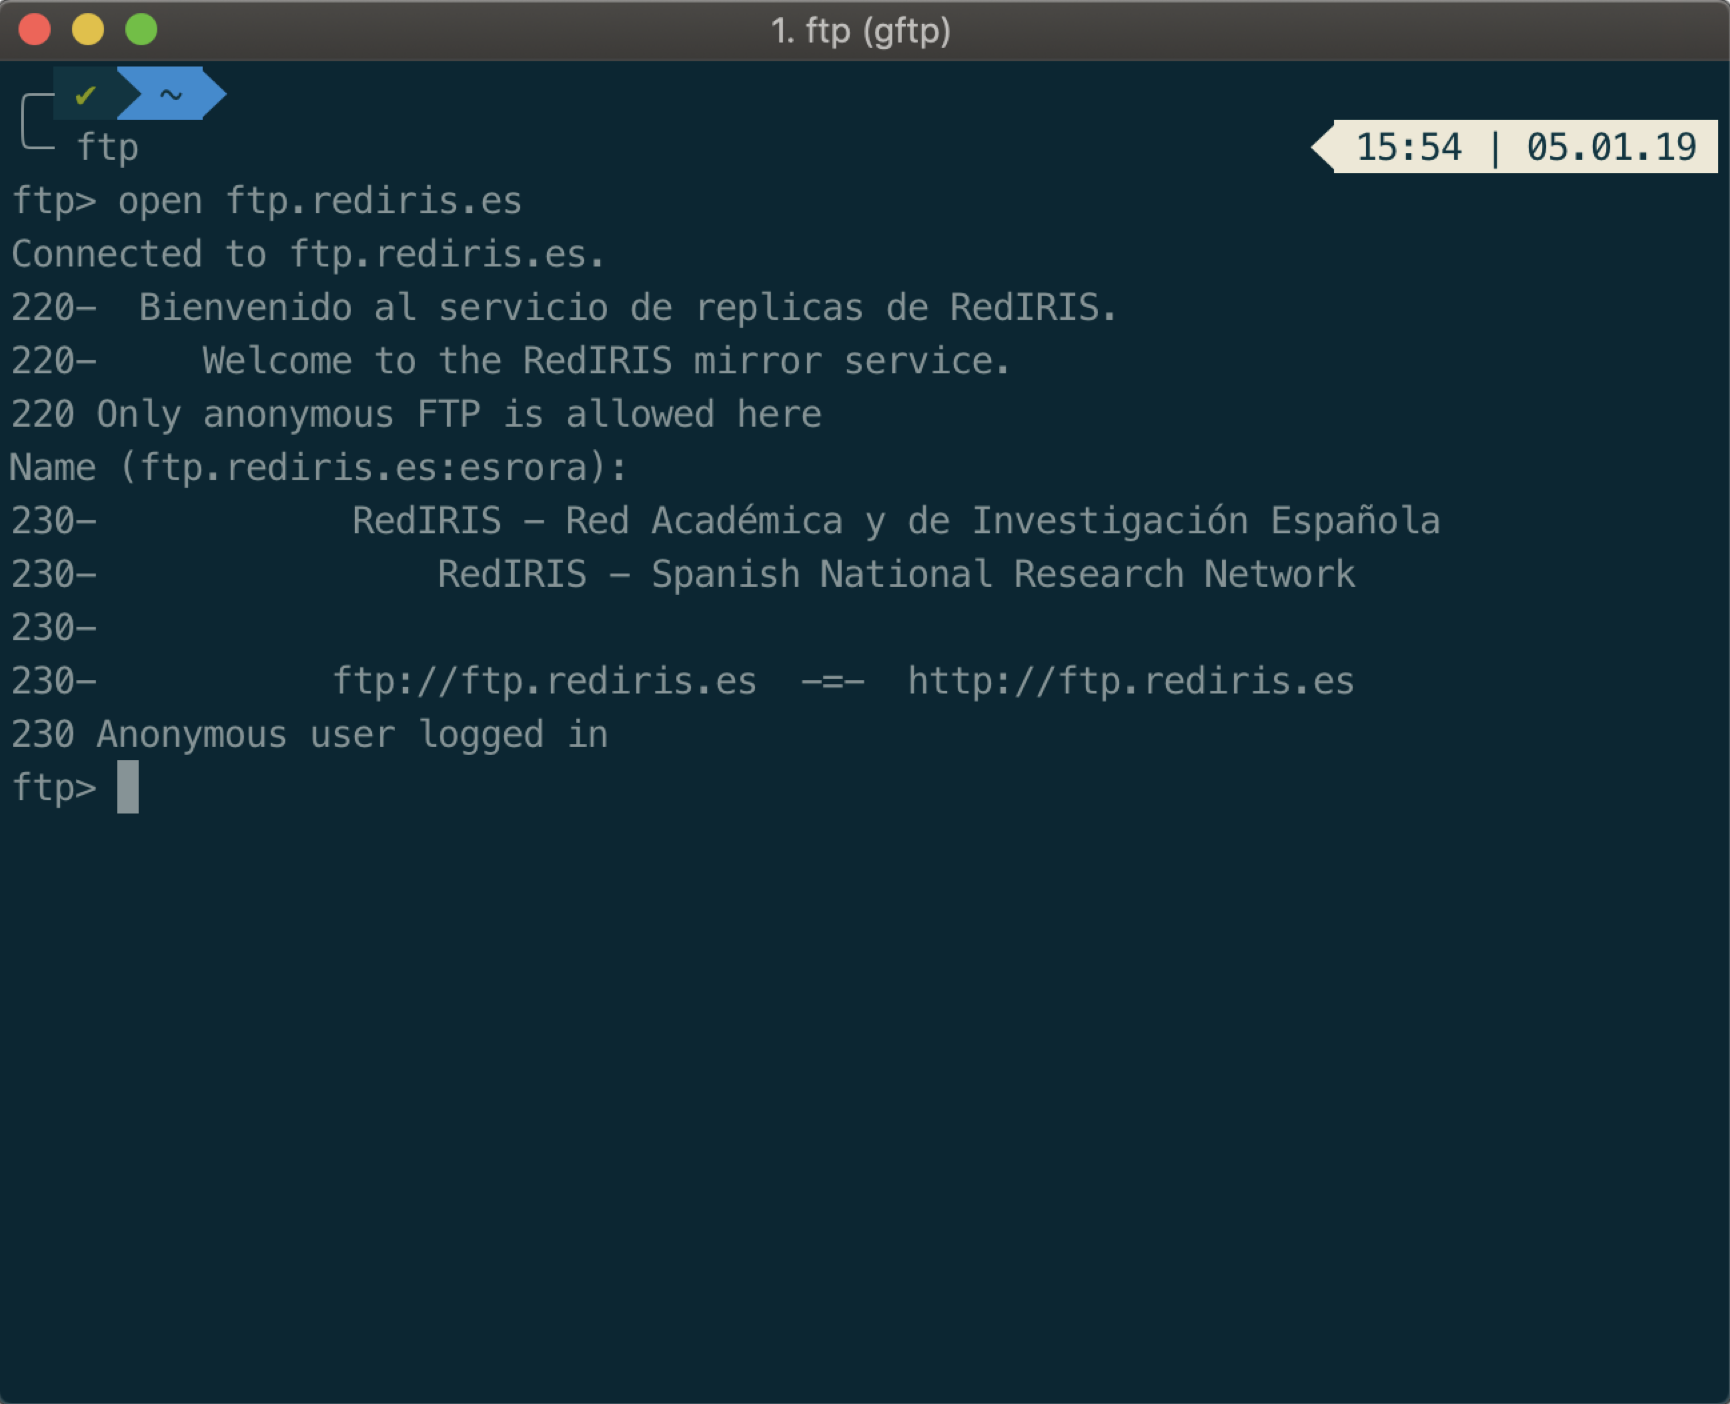 1. ftp (gftp)
✔ ~
ftp 15:54 | 05.01.19
ftp> open ftp.rediris.es
Connected to ftp.rediris.es.
220-  Bienvenido al servicio de replicas de RedIRIS.
220-     Welcome to the RedIRIS mirror service.
220 Only anonymous FTP is allowed here
Name (ftp.rediris.es:esrora):
230-            RedIRIS - Red Académica y de Investigación Española
230-                RedIRIS - Spanish National Research Network
230-
230-           ftp://ftp.rediris.es  -=-  http://ftp.rediris.es
230 Anonymous user logged in
ftp>